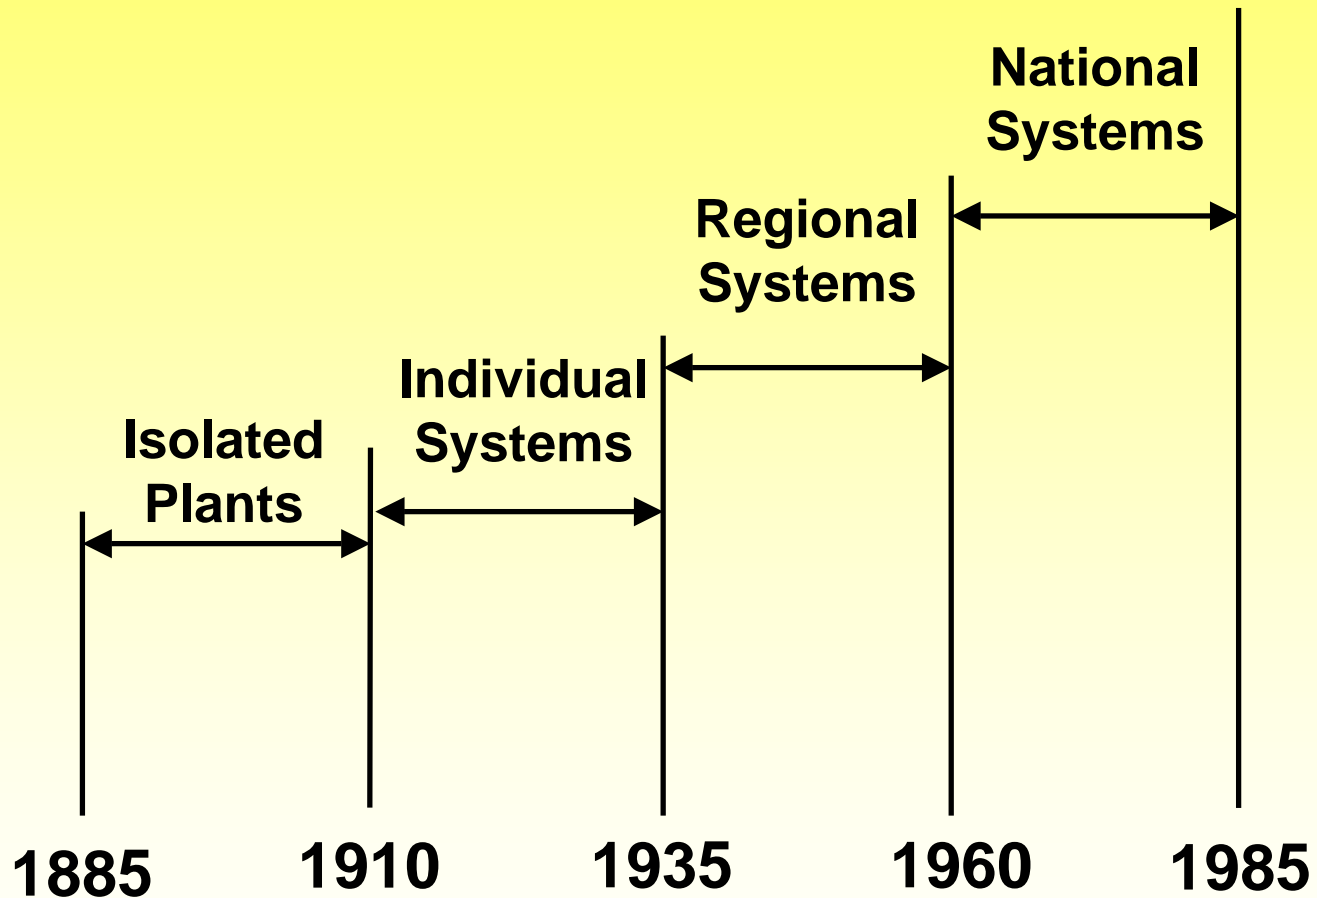 National
Systems
Regional
Systems
Individual
Systems
Isolated
Plants
1885
1910
1935
1960
1985